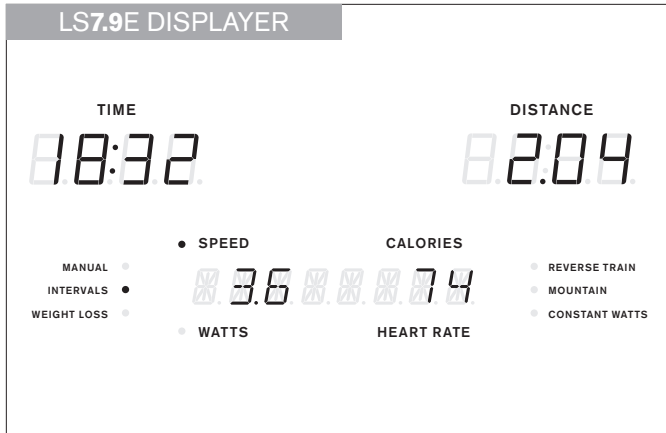 LS7.9E DISPLAYER
TIME
DISTANCE
18:32
2.04
SPEED
CALORIES
MANUAL
INTERVALS
WEIGHT LOSS
3.6
74
REVERSE TRAIN
MOUNTAIN
CONSTANT WATTS
WATTS
HEART RATE